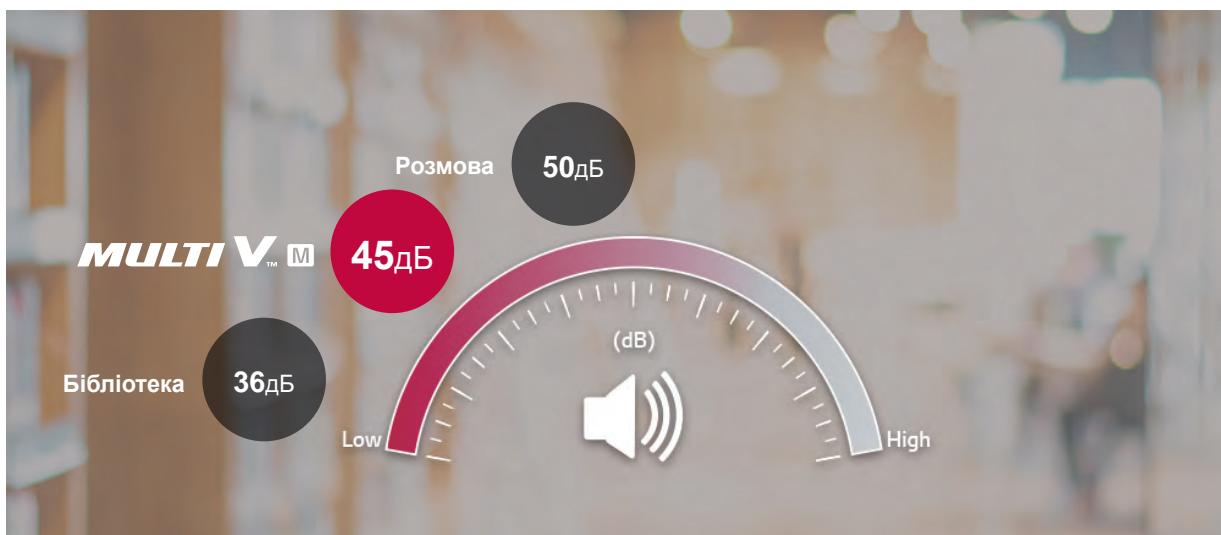 Розмова 50дБ
MULTI V™ M 45дБ
(dB)
Бібліотека 36дБ
Low High